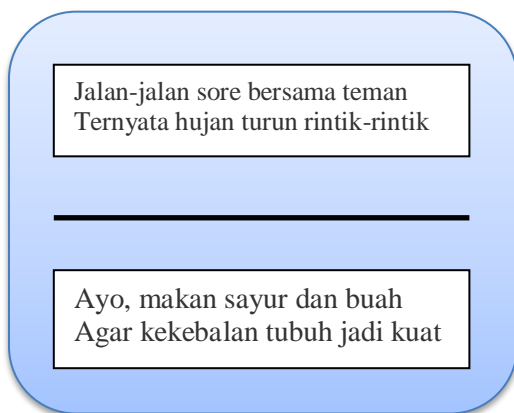 Jalan-jalan sore bersama teman
Ternyata hujan turun rintik-rintik
Ayo, makan sayur dan buah
Agar kekebalan tubuh jadi kuat